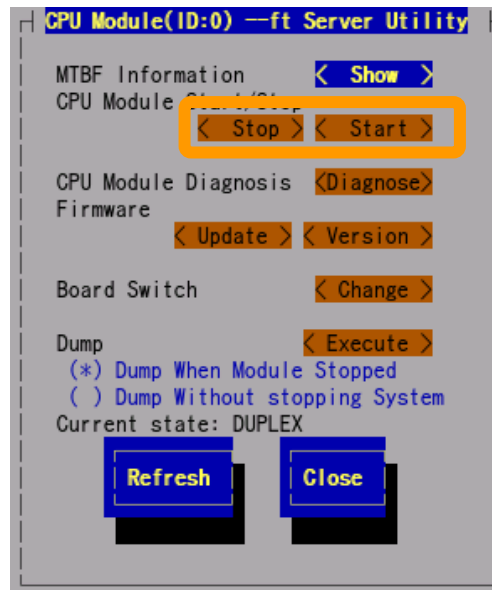 CPU Module(ID:0) --ft Server Utility
MTBF Information < Show >
CPU Module Start/Stop
< Stop > < Start >
CPU Module Diagnosis <Diagnose>
Firmware
< Update > < Version >
Board Switch < Change >
Dump < Execute >
(*) Dump When Module Stopped
( ) Dump Without stopping System
Current state: DUPLEX
Refresh Close